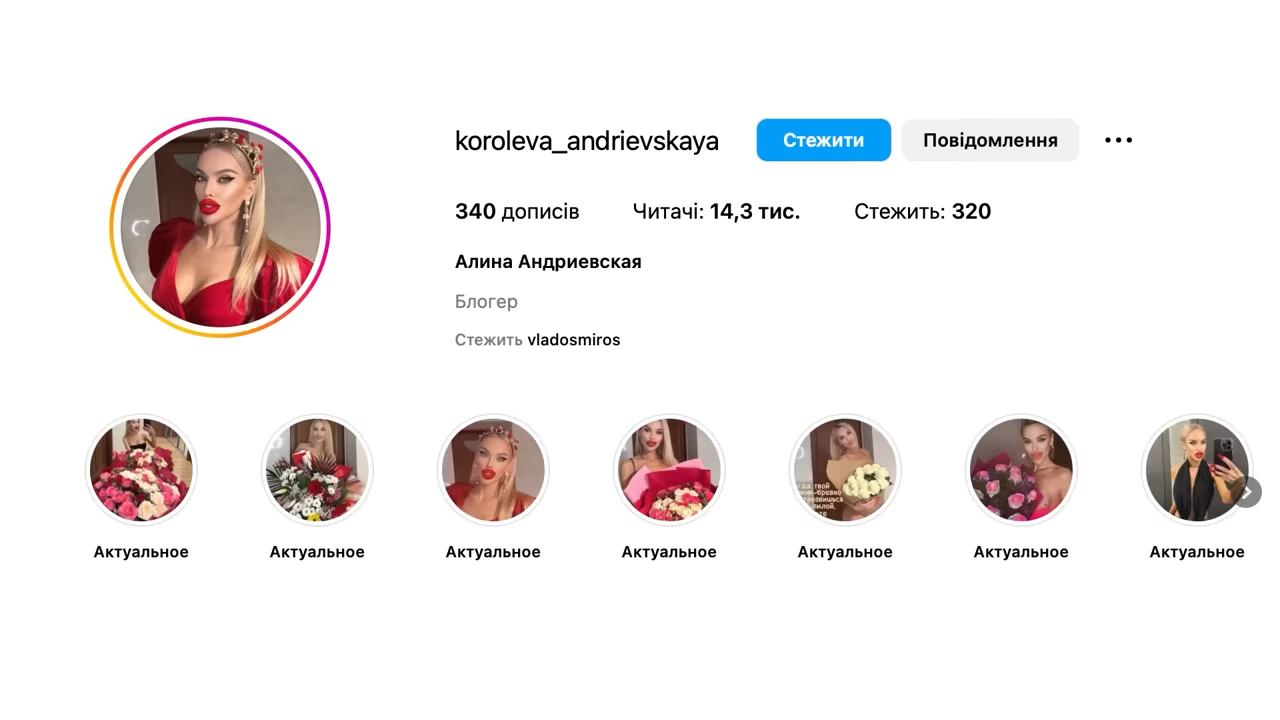 koroleva_andrievskaya Стежити Повідомлення
340 дописів Читачі: 14,3 тис. Стежить: 320
Алина Андриевская
Блогер
Стежить vladosmiros
Актуальное Актуальное Актуальное Актуальное Актуальное Актуальное Актуальное